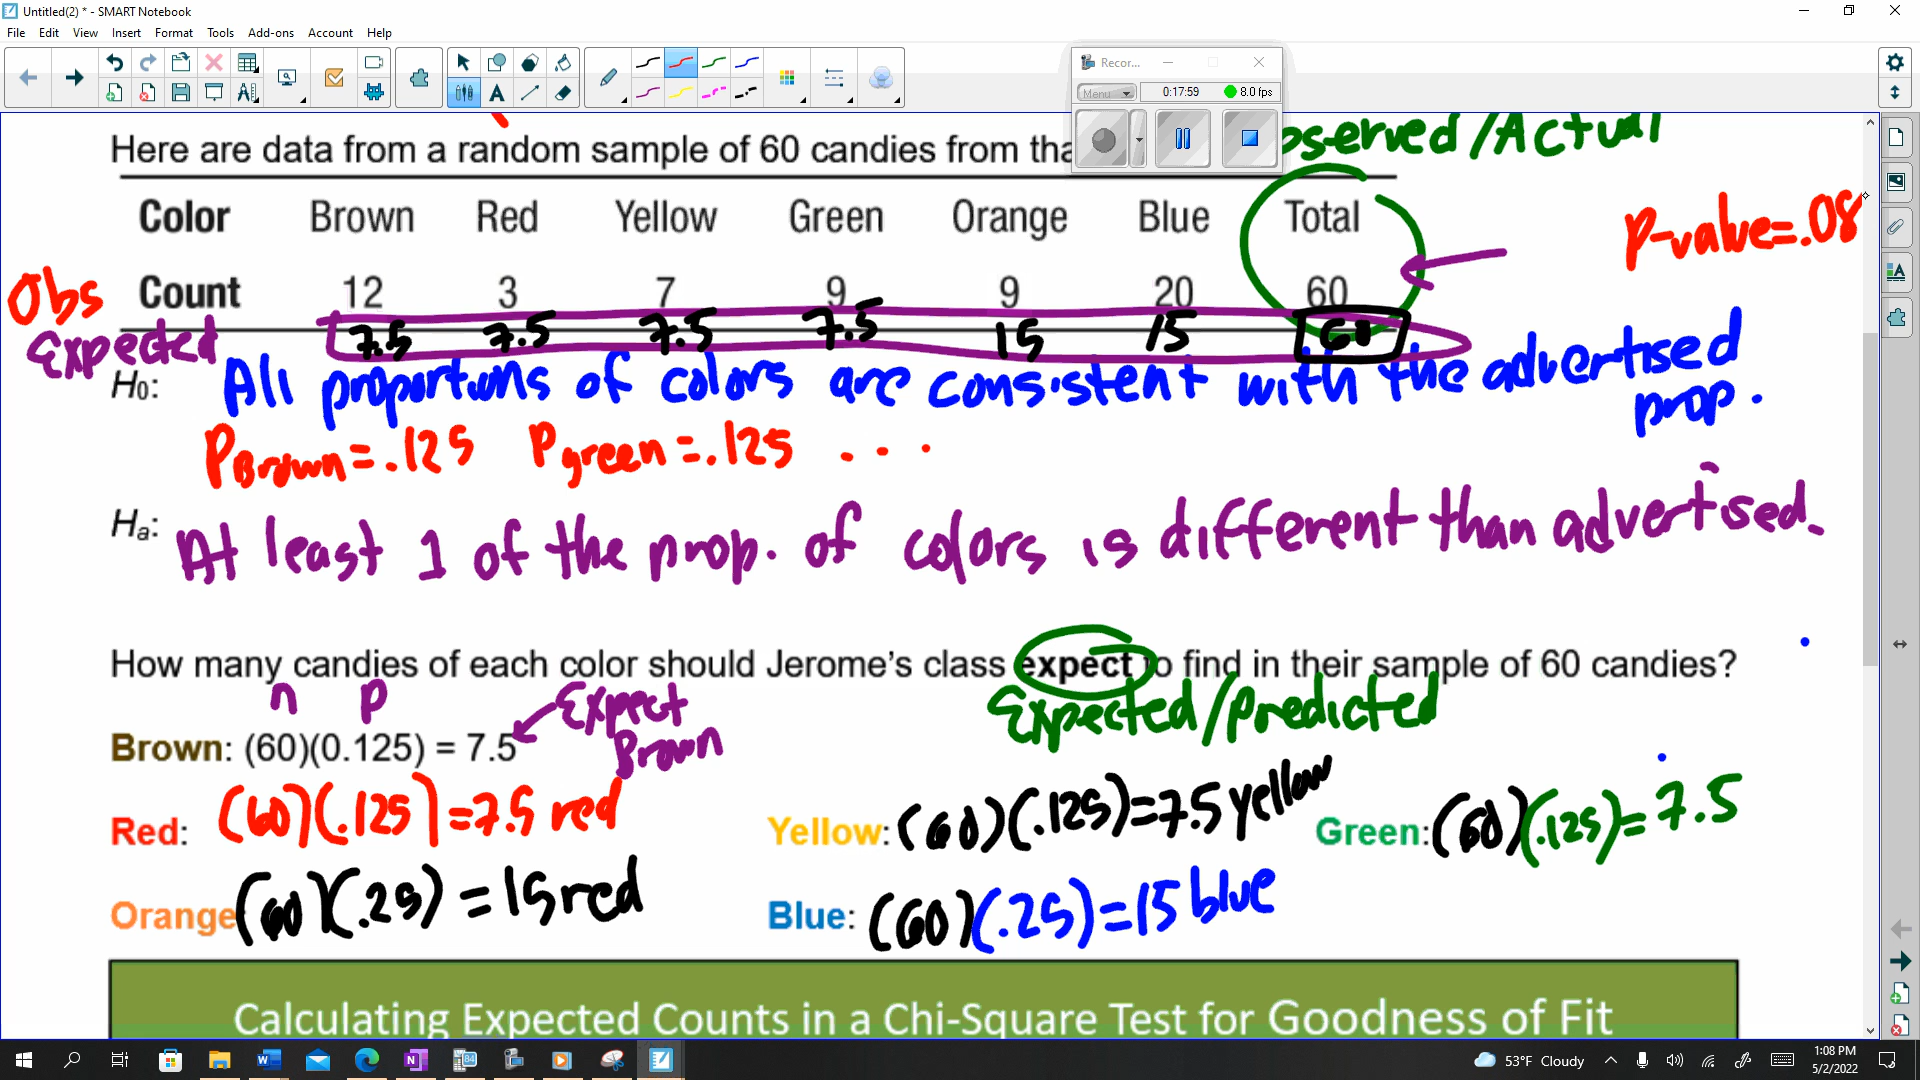 Untitled(2) * - SMART Notebook
File Edit View Insert Format Tools Add-ons Account Help
Recor...
Menu 0:17:59 8.0 fps
Here are data from a random sample of 60 candies from tha
served/Actual
Color Brown Red Yellow Green Orange Blue Total
P-value=.08
Obs Count 12 3 7 9 9 20 60
Expected 7.5 7.5 7.5 7.5 15 15 60
H0: All proportions of colors are consistent with the advertised
prop.
PBrown=.125 Pgreen=.125 ...
Ha: At least 1 of the prop. of colors is different than advertised.
How many candies of each color should Jerome's class expect to find in their sample of 60 candies?
n p Expect Expected/predicted
Brown: (60)(0.125) = 7.5 Brown
Red: (60)(.125)=7.5 red Yellow: (60)(.125)=7.5 yellow Green: (60)(.125)=7.5
Orange (60)(.25)=15 red Blue: (60)(.25)=15 blue
Calculating Expected Counts in a Chi-Square Test for Goodness of Fit
53°F Cloudy
1:08 PM
5/2/2022